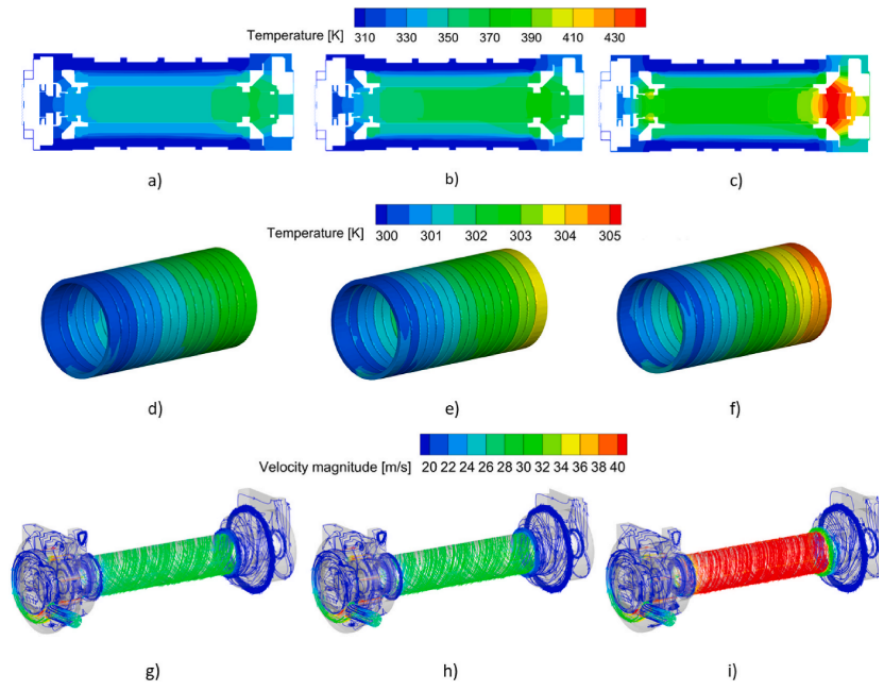 Temperature [K]
310 330 350 370 390 410 430
a) b) c)
Temperature [K]
300 301 302 303 304 305
d) e) f)
Velocity magnitude [m/s]
20 22 24 26 28 30 32 34 36 38 40
g) h) i)